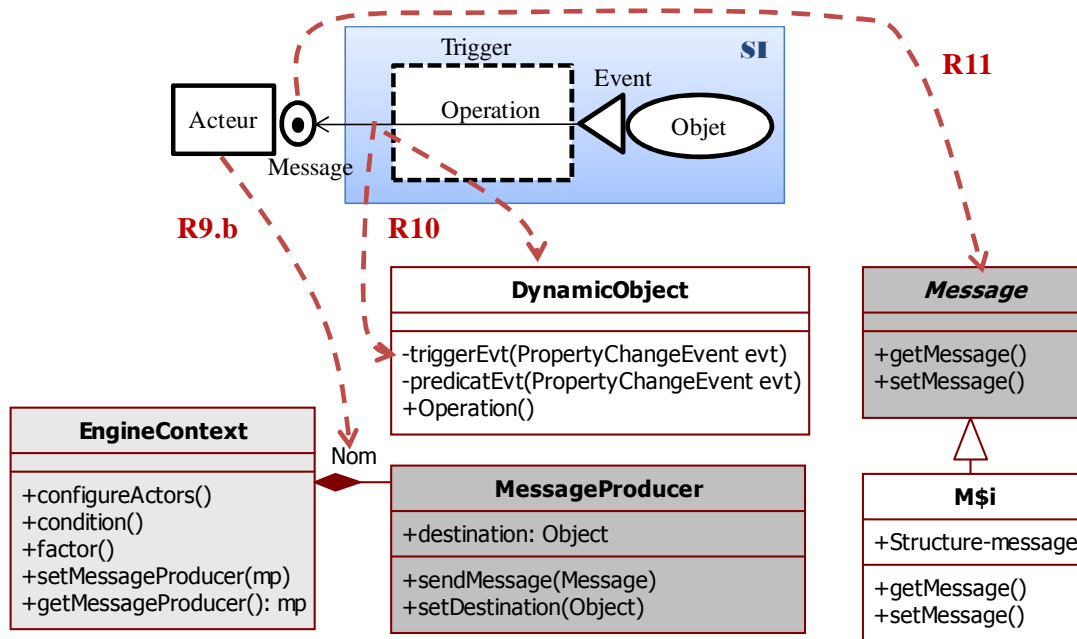 Trigger
SI
R11
Event
Acteur
Operation
Objet
Message
R9.b
R10
DynamicObject
-triggerEvt(PropertyChangeEvent evt)
-predicatEvt(PropertyChangeEvent evt)
+Operation()
Message
+getMessage()
+setMessage()
EngineContext
+configureActors()
+condition()
+factor()
+setMessageProducer(mp)
+getMessageProducer(): mp
Nom
MessageProducer
+destination: Object
+sendMessage(Message)
+setDestination(Object)
M$i
+Structure-message
+getMessage()
+setMessage()